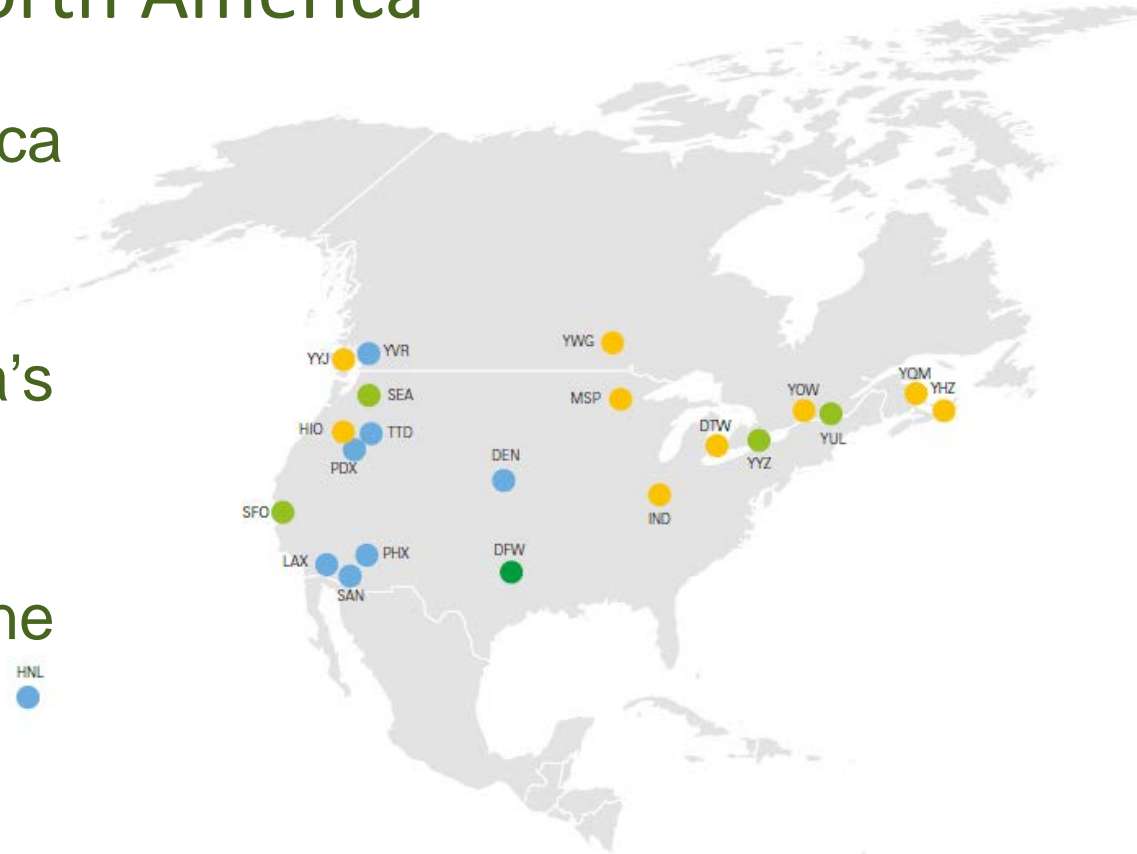 orth America
ca
a's
ne
HNL
YYJ
YVR
SEA
HIO
TTD
PDX
SFO
LAX
PHX
SAN
DEN
DFW
YWG
MSP
DTW
YYZ
IND
YOW
YUL
YQM
YHZ